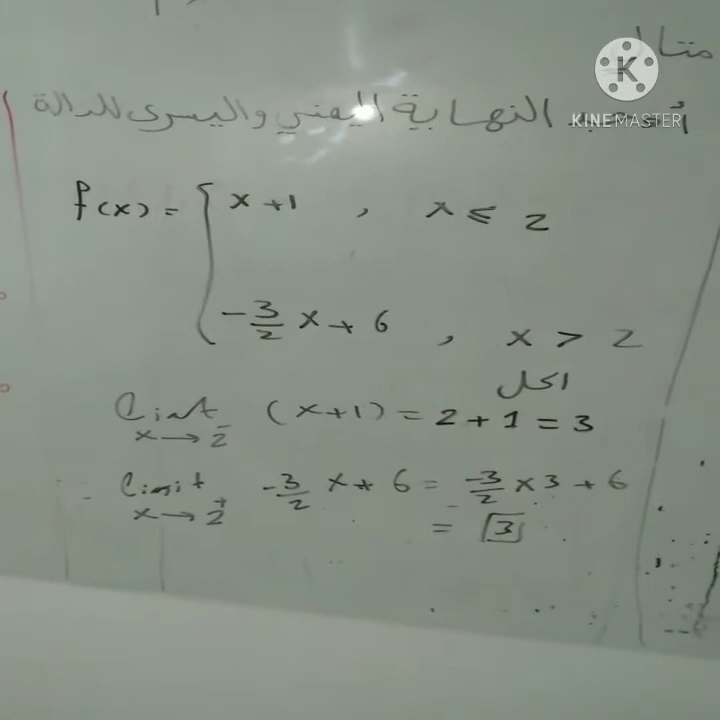 مثال
K
KINEMASTER
النهاية اليمنى واليسرى للدالة
f(x) = { x+1 , x ≤ 2
-3/2 x + 6 , x > 2
الحل
Limit x→2⁻ (x+1) = 2+1 = 3
Limit x→2⁺ -3/2 x + 6 = -3/2 × 3 + 6
= 3